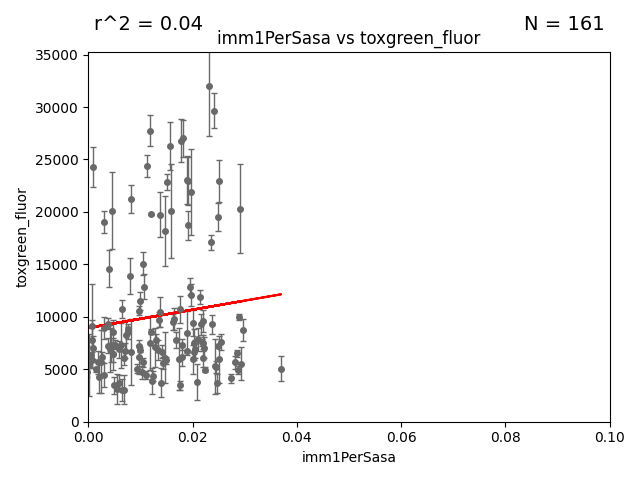 r^2 = 0.04
N = 161
imm1PerSasa vs toxgreen_fluor
35000
30000
25000
20000
15000
10000
5000
0
toxgreen_fluor
0.00
0.02
0.04
0.06
0.08
0.10
imm1PerSasa